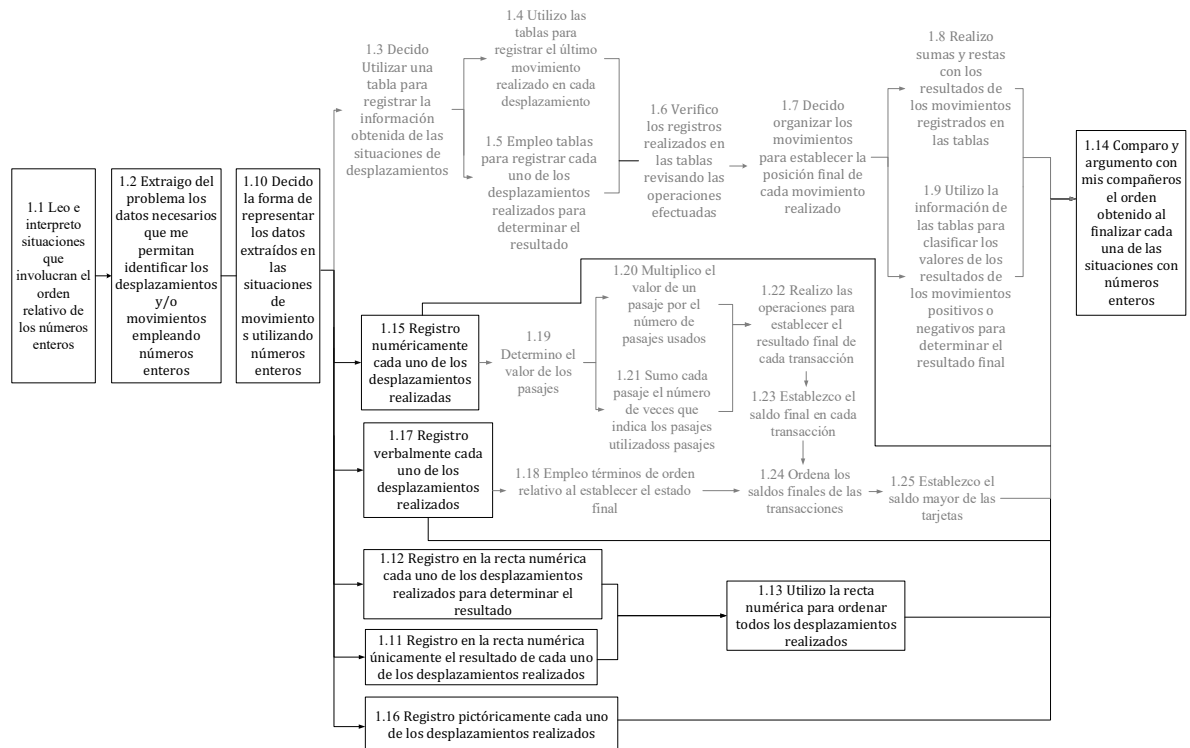 1.1 Leo e
interpreto
situaciones
que
involucran el
orden
relativo de
los números
enteros
1.2 Extraigo del
problema los
datos necesarios
que me
permitan
identificar los
desplazamientos
y/o
movimientos
empleando
números
enteros
1.10 Decido
la forma de
representar
los datos
extraídos en
las
situaciones
de
movimiento
s utilizando
números
enteros
1.3 Decido
Utilizar una
tabla para
registrar la
información
obtenida de las
situaciones de
desplazamientos
1.4 Utilizo las
tablas para
registrar el último
movimiento
realizado en cada
desplazamiento
1.5 Empleo tablas
para registrar cada
uno de los
desplazamientos
realizados para
determinar el
resultado
1.6 Verifico
los registros
realizados en
las tablas
revisando las
operaciones
efectuadas
1.7 Decido
organizar los
movimientos
para establecer la
posición final de
cada movimiento
realizado
1.8 Realizo
sumas y restas
con los
resultados de
los movimientos
registrados en
las tablas
1.9 Utilizo la
información de
las tablas para
clasificar los
valores de los
resultados de
los movimientos
positivos o
negativos para
determinar el
resultado final
1.14 Comparo y
argumento con
mis compañeros
el orden
obtenido al
finalizar cada
una de las
situaciones con
números
enteros
1.15 Registro
numéricamente
cada uno de los
desplazamientos
realizadas
1.19
Determino el
valor de los
pasajes
1.20 Multiplico el
valor de un
pasaje por el
número de
pasajes usados
1.21 Sumo cada
pasaje el número
de veces que
indica los pasajes
utilizadoss pasajes
1.22 Realizo las
operaciones para
establecer el
resultado final de
cada transacción
1.23 Establezco el
saldo final en cada
transacción
1.17 Registro
verbalmente cada
uno de los
desplazamientos
realizados
1.18 Empleo términos de orden
relativo al establecer el estado
final
1.24 Ordena los
saldos finales de las
transacciones
1.25 Establezco el
saldo mayor de las
tarjetas
1.12 Registro en la recta numérica
cada uno de los desplazamientos
realizados para determinar el
resultado
1.11 Registro en la recta numérica
únicamente el resultado de cada uno
de los desplazamientos realizados
1.13 Utilizo la recta
numérica para ordenar
todos los desplazamientos
realizados
1.16 Registro pictóricamente cada uno
de los desplazamientos realizados